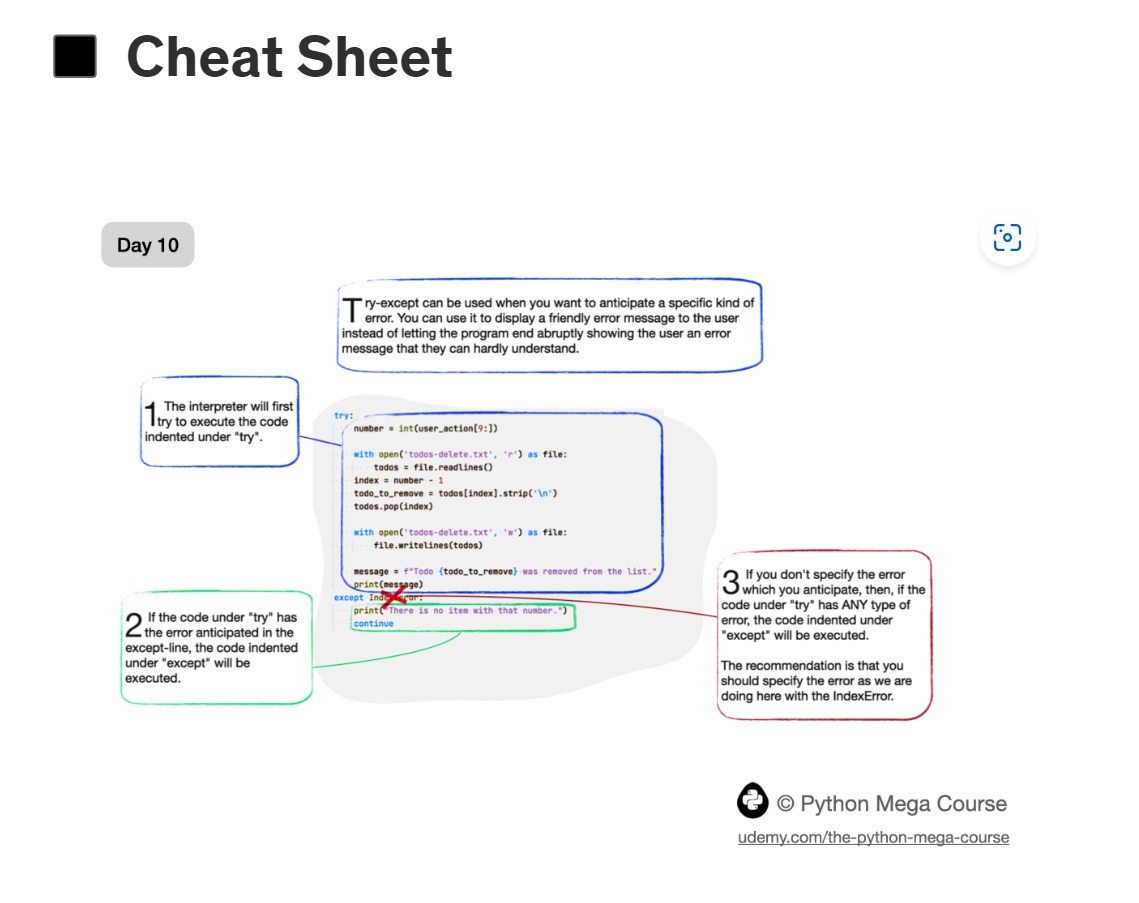 Cheat Sheet
Day 10
Try-except can be used when you want to anticipate a specific kind of
error. You can use it to display a friendly error message to the user
instead of letting the program end abruptly showing the user an error
message that they can hardly understand.
1 The interpreter will first
try to execute the code
indented under "try".
try:
    number = int(user_action[9:])
    with open('todos-delete.txt', 'r') as file:
        todos = file.readlines()
    index = number - 1
    todo_to_remove = todos[index].strip('\n')
    todos.pop(index)
    with open('todos-delete.txt', 'w') as file:
        file.writelines(todos)
    message = f"Todo {todo_to_remove} was removed from the list."
    print(message)
except IndexError:
    print("There is no item with that number.")
    continue
2 If the code under "try" has
the error anticipated in the
except-line, the code indented
under "except" will be
executed.
3 If you don't specify the error
which you anticipate, then, if the
code under "try" has ANY type of
error, the code indented under
"except" will be executed.
The recommendation is that you
should specify the error as we are
doing here with the IndexError.
© Python Mega Course
udemy.com/the-python-mega-course